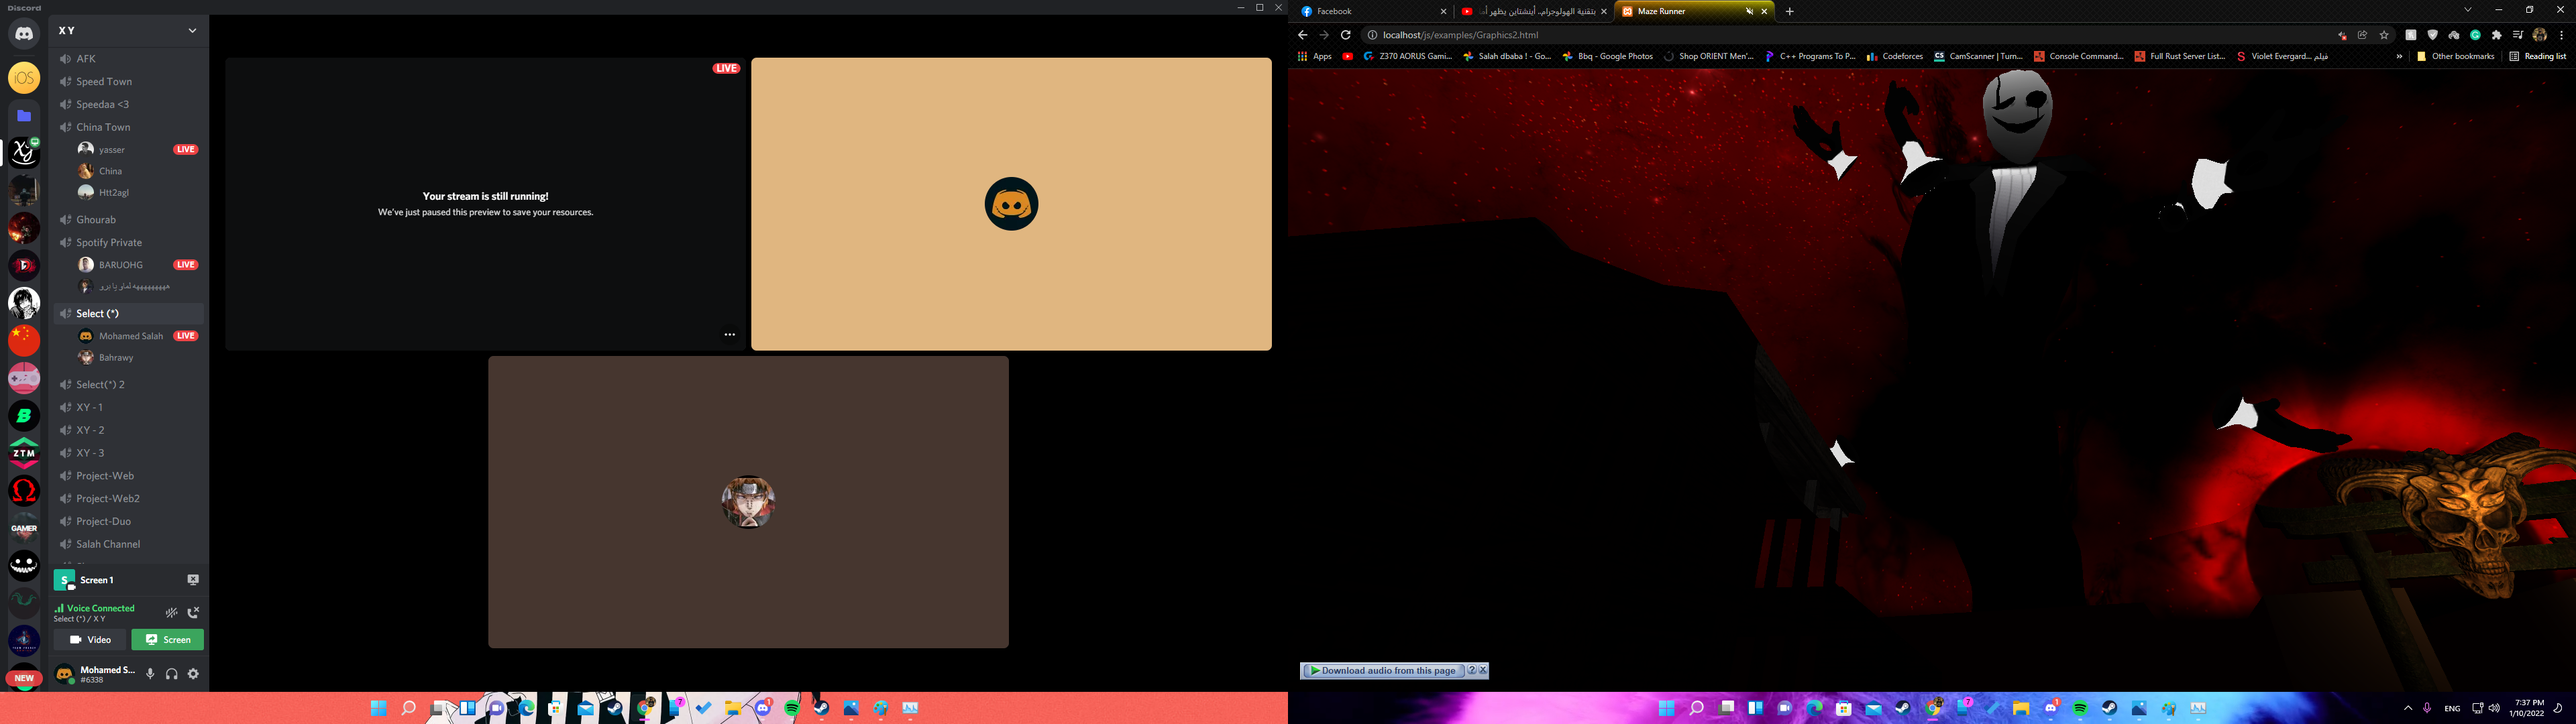 Discord
X Y
AFK
Speed Town
Speedaa <3
China Town
yasser LIVE
China
Htt2agl
Ghourab
Spotify Private
BARUOHG LIVE
Select (*)
Mohamed Salah LIVE
Bahrawy
Select(*) 2
XY - 1
XY - 2
XY - 3
Project-Web
Project-Web2
Project-Duo
Salah Channel
Screen 1
Voice Connected
Select (*) / X Y
Video
Screen
Mohamed S...
#6338
NEW
iOS
ZTM
GAMER
LIVE
Your stream is still running!
We've just paused this preview to save your resources.
Facebook
بتقنية الهولوجرام.. أينشتاين يظهر أما
Maze Runner
localhost/js/examples/Graphics2.html
Apps
Z370 AORUS Gami...
Salah dbaba ! - Go...
Bbq - Google Photos
Shop ORIENT Men'...
C++ Programs To P...
Codeforces
CamScanner | Turn...
Console Command...
Full Rust Server List...
Violet Evergard... فيلم
Other bookmarks
Reading list
Download audio from this page
ENG
7:37 PM
1/10/2022